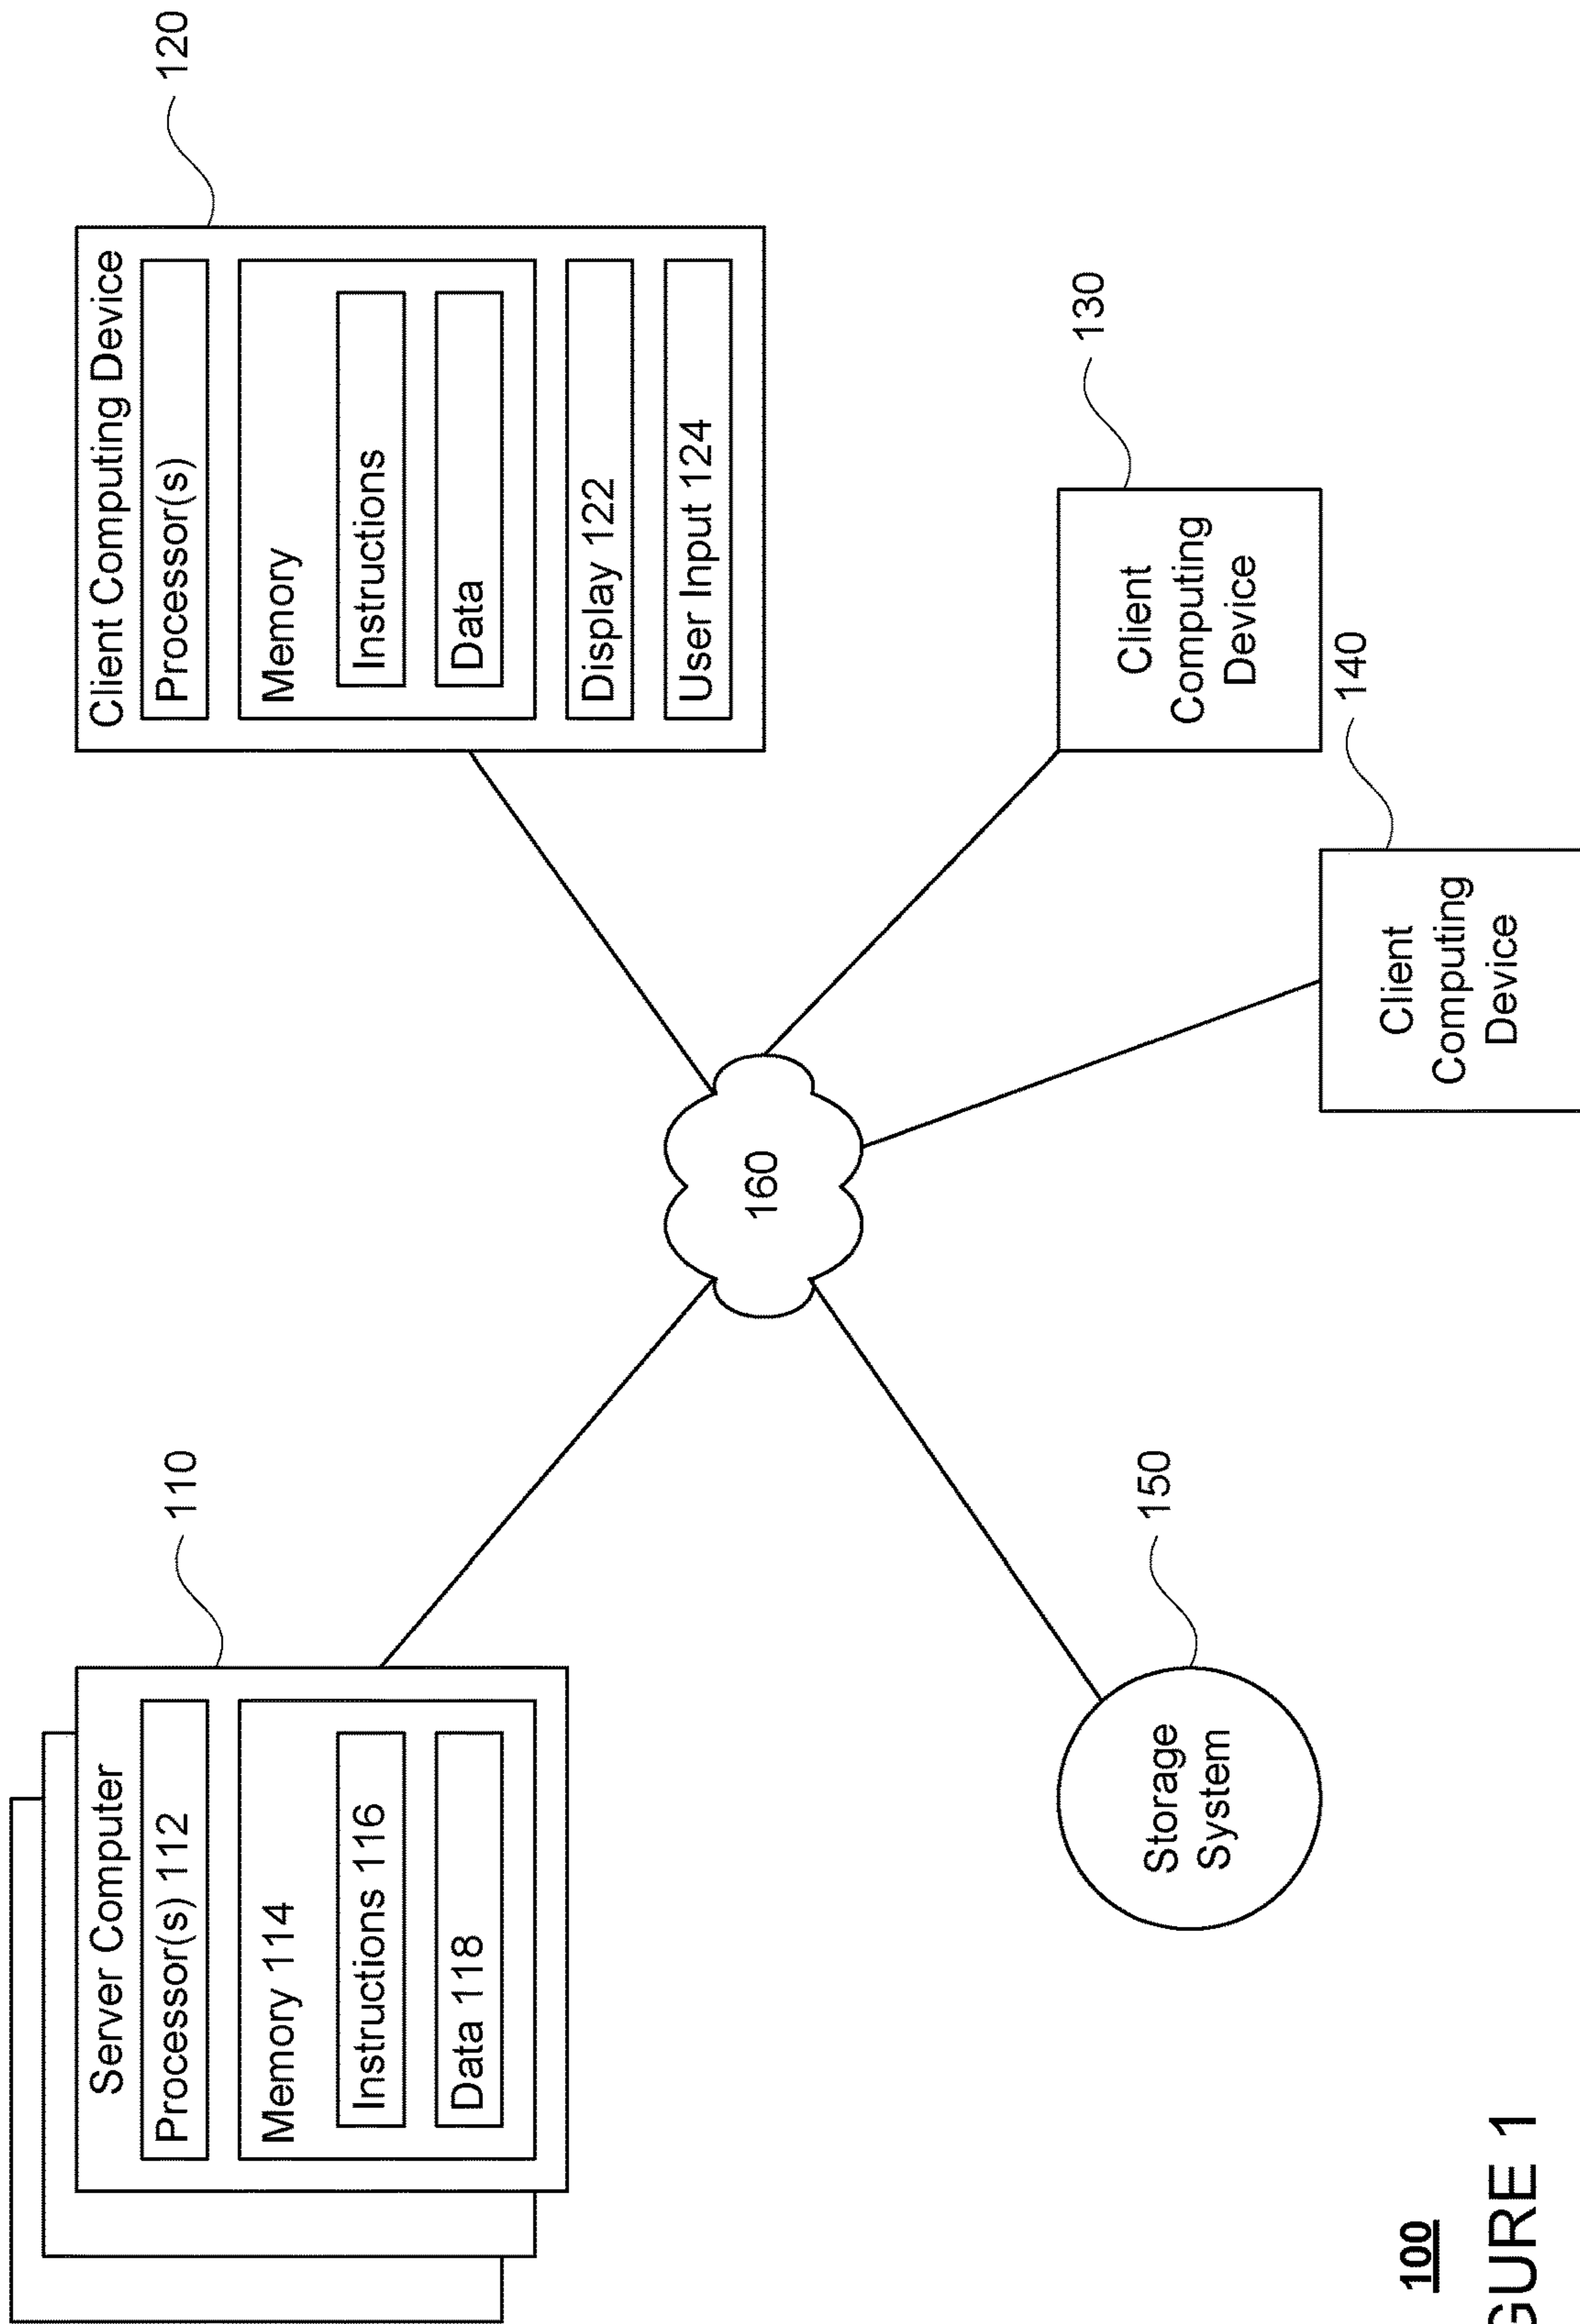 Server Computer
Processor(s) 112
Memory 114
Instructions 116
Data 118
110
Client Computing Device
Processor(s)
Memory
Instructions
Data
Display 122
User Input 124
120
160
Storage
System
150
Client
Computing
Device
130
Client
Computing
Device
140
100
GURE 1